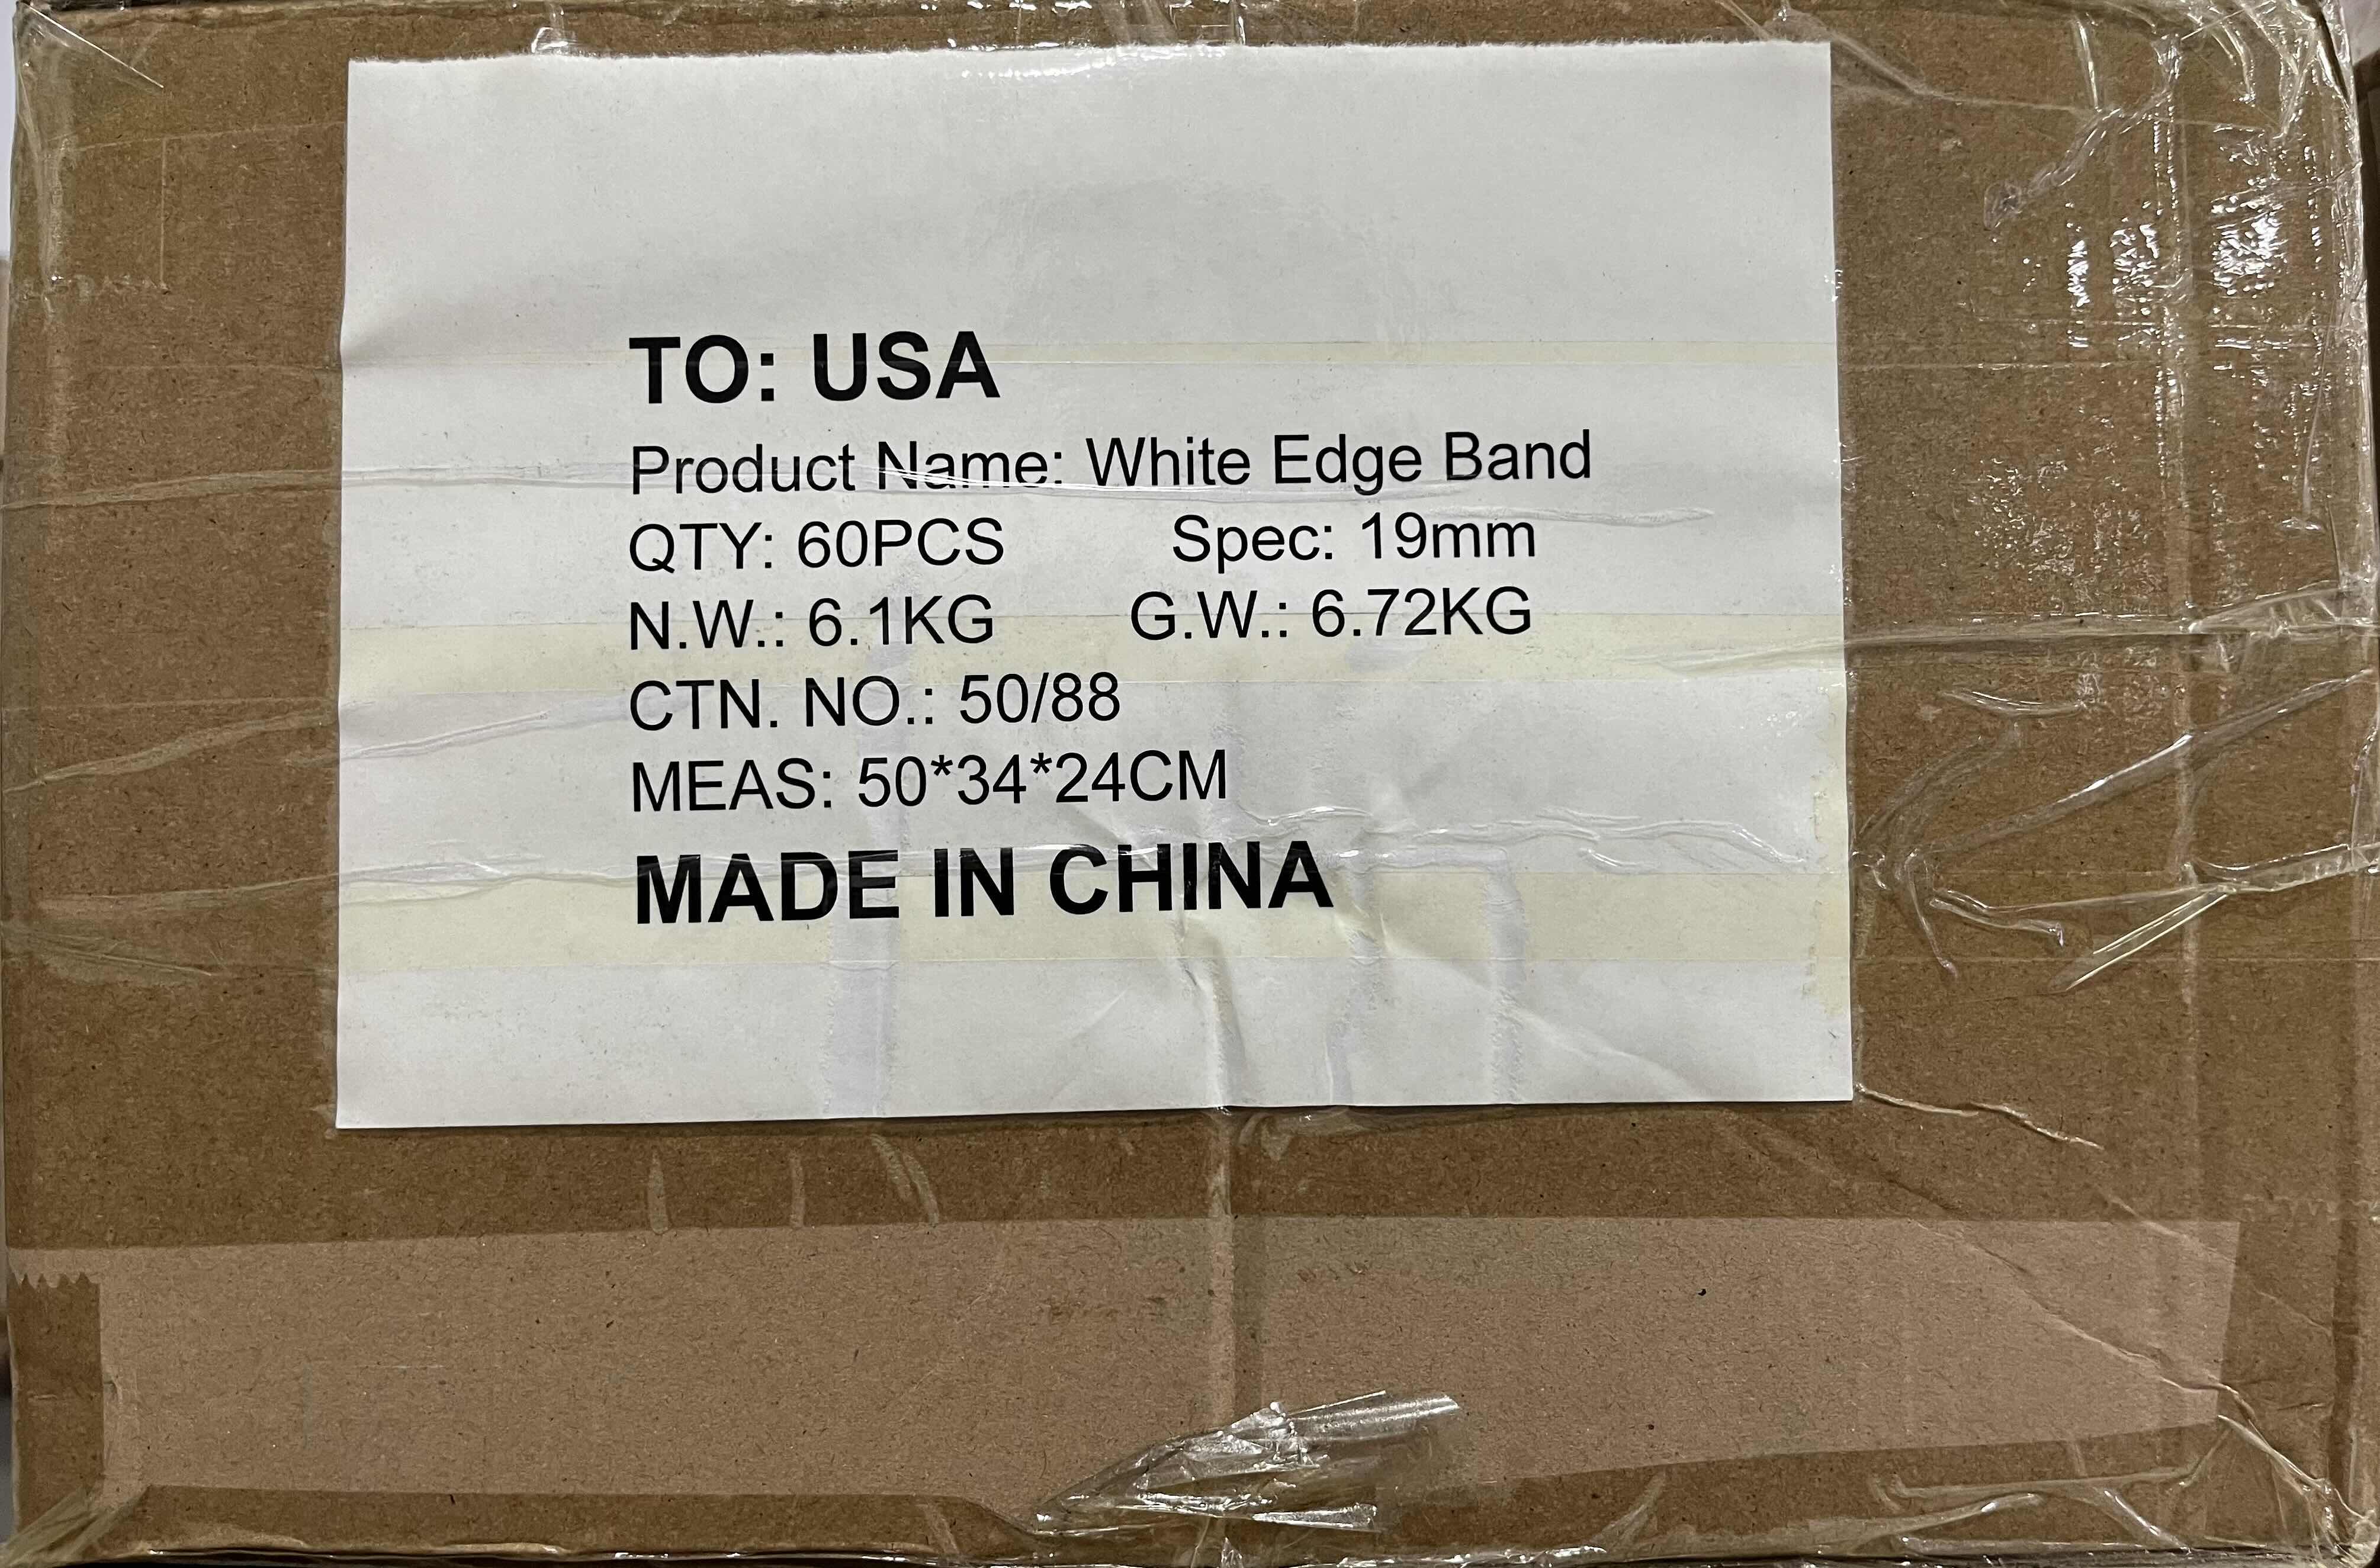 TO: USA
Product Name: White Edge Band
QTY: 60PCS Spec: 19mm
N.W.: 6.1KG G.W.: 6.72KG
CTN. NO.: 50/88
MEAS: 50*34*24CM
MADE IN CHINA